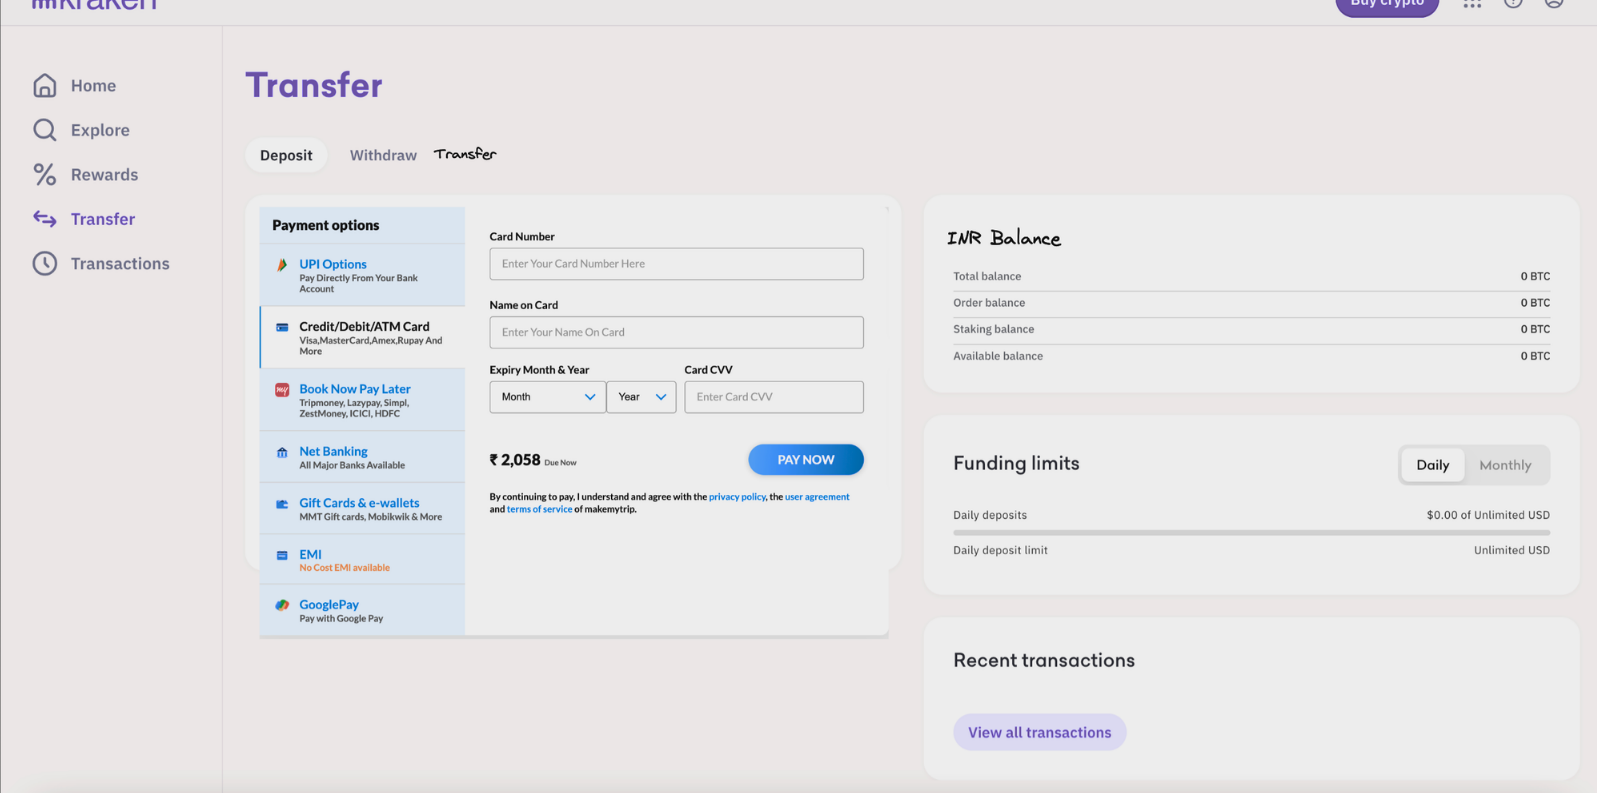 mKraken
Buy crypto
Home
Explore
Rewards
Transfer
Transactions
Transfer
Deposit
Withdraw
Transfer
Payment options
UPI Options
Pay Directly From Your Bank
Account
Credit/Debit/ATM Card
Visa,MasterCard,Amex,Rupay And
More
my
Book Now Pay Later
Tripmoney, Lazypay, Simpl,
ZestMoney, ICICI, HDFC
Net Banking
All Major Banks Available
Gift Cards & e-wallets
MMT Gift cards, Mobikwik & More
EMI
No Cost EMI available
GooglePay
Pay with Google Pay
Card Number
Enter Your Card Number Here
Name on Card
Enter Your Name On Card
Expiry Month & Year
Card CVV
Month
Year
Enter Card CVV
₹ 2,058 Due Now
PAY NOW
By continuing to pay, I understand and agree with the privacy policy, the user agreement
and terms of service of makemytrip.
INR Balance
Total balance 0 BTC
Order balance 0 BTC
Staking balance 0 BTC
Available balance 0 BTC
Funding limits
Daily
Monthly
Daily deposits $0.00 of Unlimited USD
Daily deposit limit Unlimited USD
Recent transactions
View all transactions